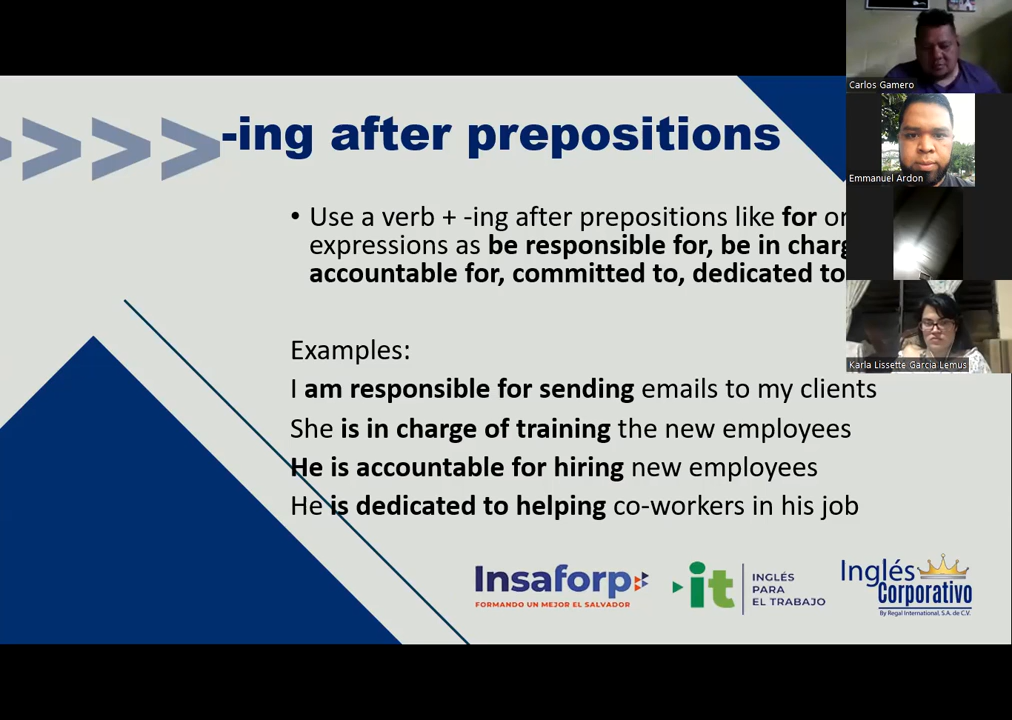 -ing after prepositions
• Use a verb + -ing after prepositions like for or
expressions as be responsible for, be in
accountable for, committed to, dedicated to
Examples:
I am responsible for sending emails to my clients
She is in charge of training the new employees
He is accountable for hiring new employees
He is dedicated to helping co-workers in his job
Insaforp
FORMANDO UN MEJOR EL SALVADOR
it
INGLÉS
PARA
EL TRABAJO
Inglés
Corporativo
By Regal International, S.A. de C.V.
Carlos Gamero
Emmanuel Ardon
Karla Lissette Garcia Lemus